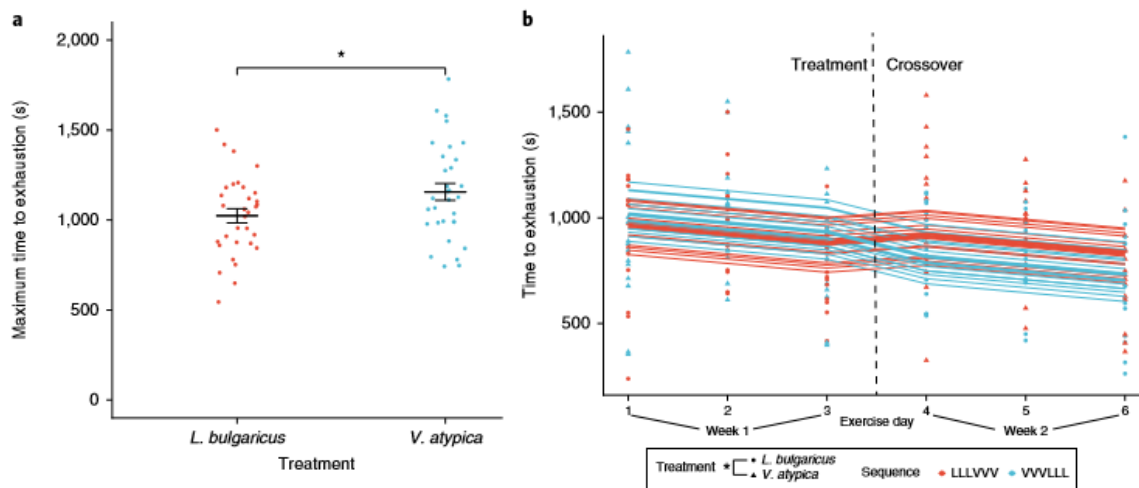 a
2,000
1,500
1,000
500
0
Maximum time to exhaustion (s)
*
L. bulgaricus
V. atypica
Treatment
b
Treatment
Crossover
1,500
1,000
500
Time to exhaustion (s)
1 2 3 4 5 6
Week 1
Exercise day
Week 2
Treatment * L. bulgaricus
V. atypica
Sequence LLLVVV VVVLLL